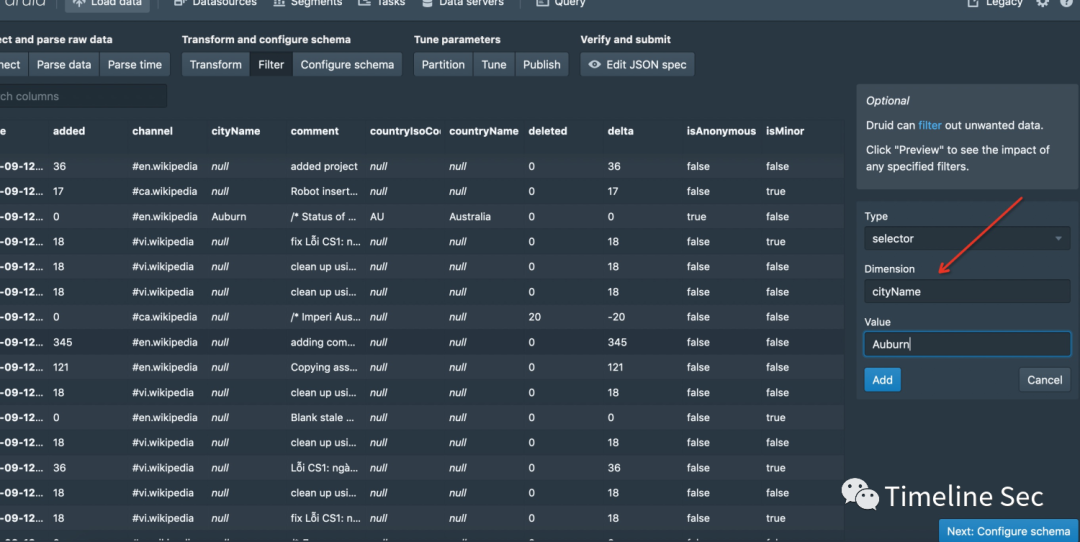 druid Load data Datasources Segments Tasks Data servers Query Legacy
ect and parse raw data Transform and configure schema Tune parameters Verify and submit
nect Parse data Parse time Transform Filter Configure schema Partition Tune Publish Edit JSON spec
rch columns
e added channel cityName comment countryIsoCo countryName deleted delta isAnonymous isMinor
-09-12... 36 #en.wikipedia null added project null null 0 36 false false
-09-12... 17 #ca.wikipedia null Robot insert... null null 0 17 false true
-09-12... 0 #en.wikipedia Auburn /* Status of ... AU Australia 0 0 true false
-09-12... 18 #vi.wikipedia null fix Lỗi CS1: n... null null 0 18 false true
-09-12... 18 #vi.wikipedia null clean up usi... null null 0 18 false false
-09-12... 18 #vi.wikipedia null clean up usi... null null 0 18 false false
-09-12... 0 #ca.wikipedia null /* Imperi Aus... null null 20 -20 false false
-09-12... 345 #en.wikipedia null adding com... null null 0 345 false false
-09-12... 121 #en.wikipedia null Copying ass... null null 0 121 false false
-09-12... 18 #vi.wikipedia null clean up usi... null null 0 18 false false
-09-12... 0 #en.wikipedia null Blank stale ... null null 0 0 false true
-09-12... 18 #vi.wikipedia null clean up usi... null null 0 18 false false
-09-12... 36 #vi.wikipedia null Lỗi CS1: ngà... null null 0 36 false true
-09-12... 18 #vi.wikipedia null clean up usi... null null 0 18 false false
-09-12... 18 #vi.wikipedia null fix Lỗi CS1: n... null null 0 18 false true
Optional
Druid can filter out unwanted data.
Click "Preview" to see the impact of
any specified filters.
Type
selector
Dimension
cityName
Value
Auburn
Add Cancel
Timeline Sec
Next: Configure schema